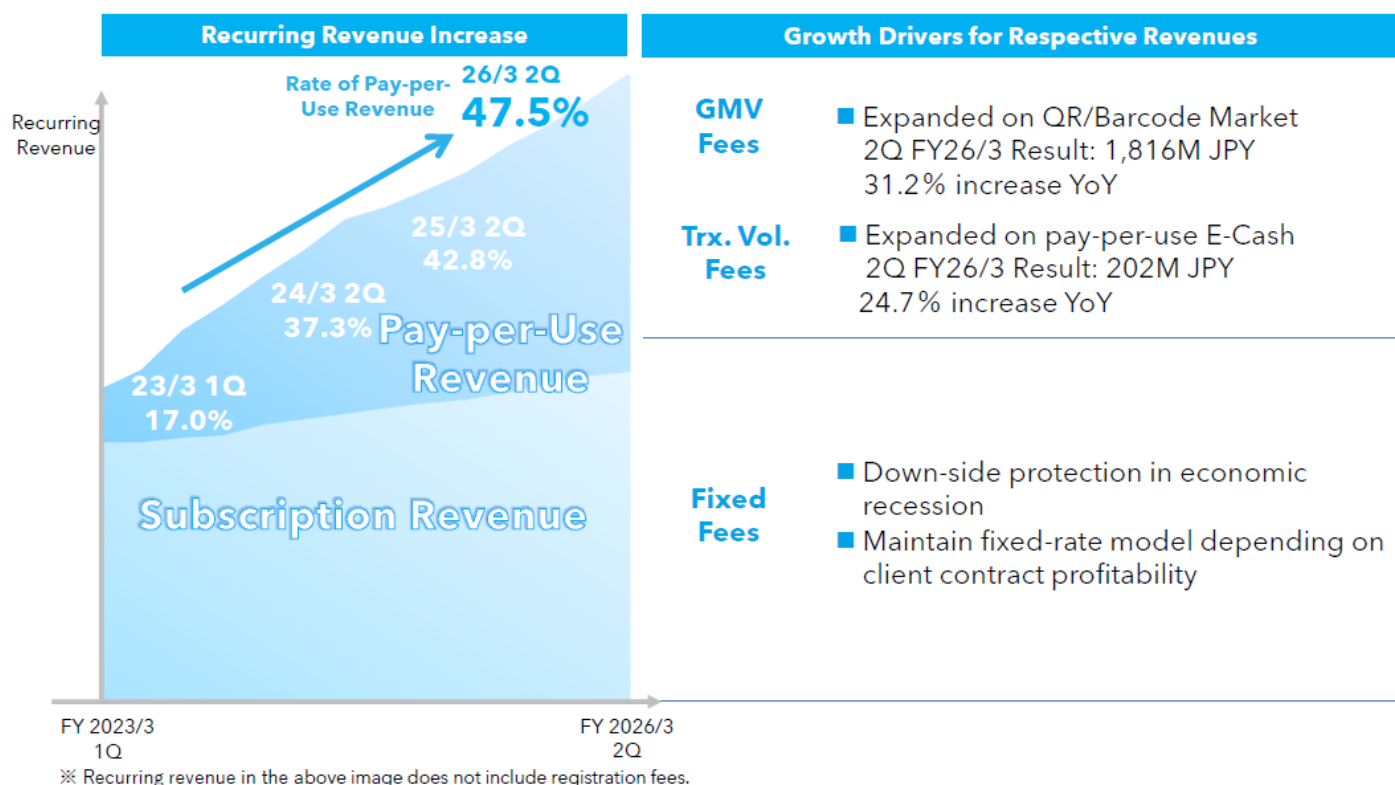 Recurring Revenue Increase
Recurring
Revenue
Rate of Pay-per-
Use Revenue
26/3 2Q
47.5%
25/3 2Q
42.8%
24/3 2Q
37.3%
23/3 1Q
17.0%
Pay-per-Use
Revenue
Subscription Revenue
FY 2023/3
1Q
FY 2026/3
2Q
※ Recurring revenue in the above image does not include registration fees.
Growth Drivers for Respective Revenues
GMV
Fees
■ Expanded on QR/Barcode Market
2Q FY26/3 Result: 1,816M JPY
31.2% increase YoY
Trx. Vol.
Fees
■ Expanded on pay-per-use E-Cash
2Q FY26/3 Result: 202M JPY
24.7% increase YoY
Fixed
Fees
■ Down-side protection in economic
recession
■ Maintain fixed-rate model depending on
client contract profitability